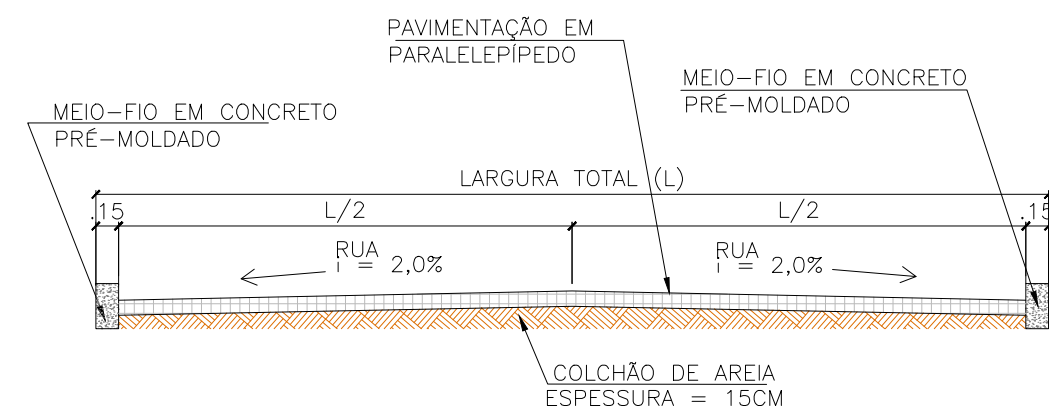 PAVIMENTAÇÃO EM
PARALELEPÍPEDO
MEIO-FIO EM CONCRETO
PRÉ-MOLDADO
MEIO-FIO EM CONCRETO
PRÉ-MOLDADO
LARGURA TOTAL (L)
.15 L/2 L/2 .15
RUA
i = 2,0%
RUA
i = 2,0%
COLCHÃO DE AREIA
ESPESSURA = 15CM